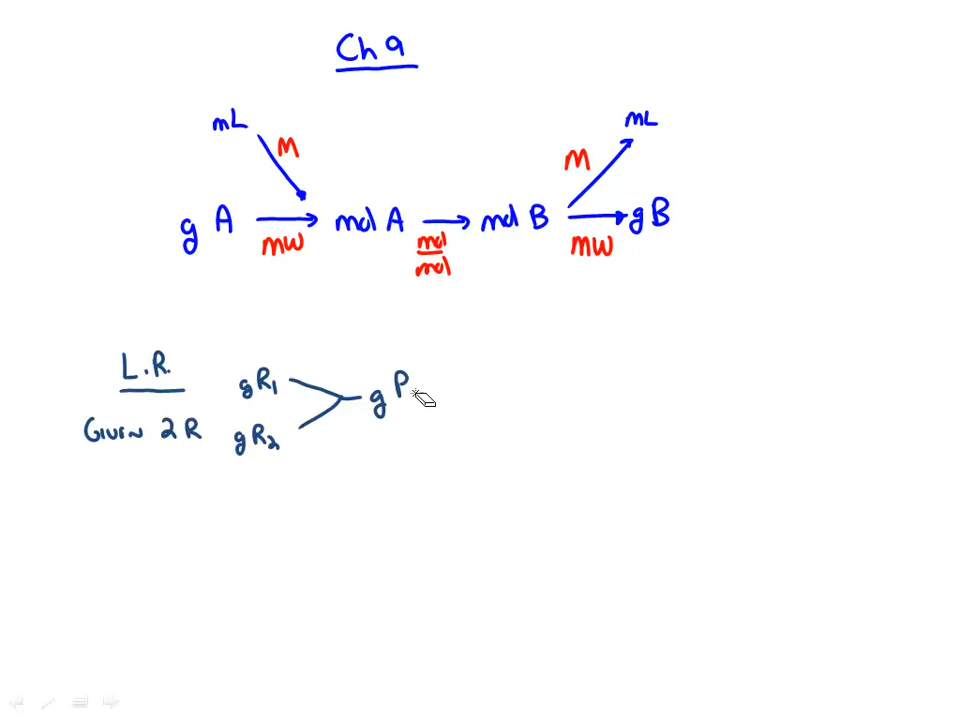 Ch 9
mL M M mL
g A mol A mol B g B
MW mol MW
mol
L.R. g R1 g P
GIVEN 2 R g R2